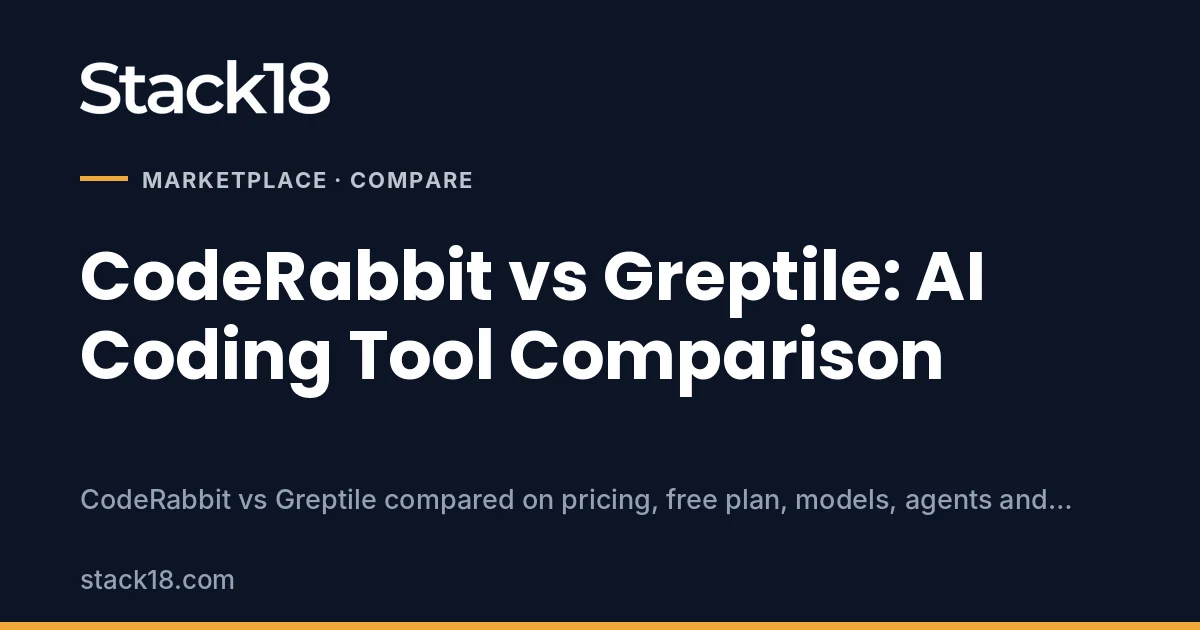 Stack18
MARKETPLACE · COMPARE
CodeRabbit vs Greptile: AI
Coding Tool Comparison
CodeRabbit vs Greptile compared on pricing, free plan, models, agents and...
stack18.com